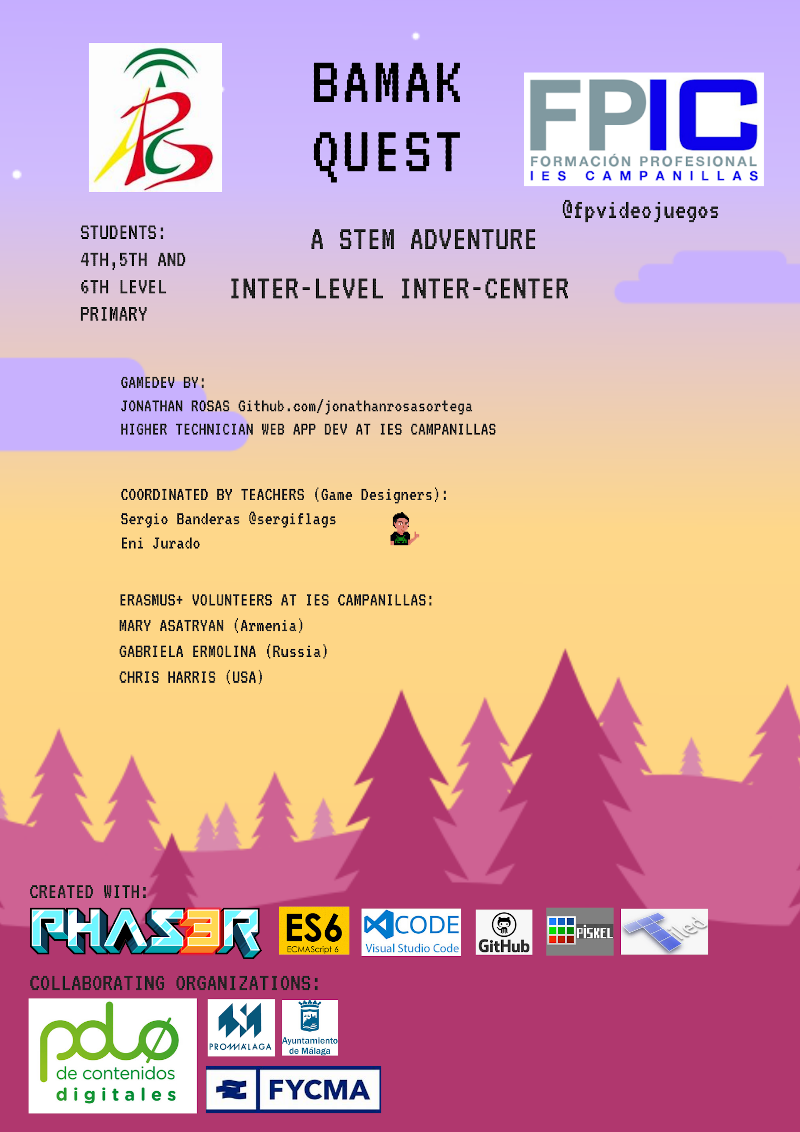 BAMAK
QUEST
FPIC
FORMACIÓN PROFESIONAL
IES CAMPANILLAS
@fpvideojuegos
STUDENTS:
4TH,5TH AND
6TH LEVEL
PRIMARY
A STEM ADVENTURE
INTER-LEVEL INTER-CENTER
GAMEDEV BY:
JONATHAN ROSAS Github.com/jonathanrosasortega
HIGHER TECHNICIAN WEB APP DEV AT IES CAMPANILLAS
COORDINATED BY TEACHERS (Game Designers):
Sergio Banderas @sergiflags
Eni Jurado
ERASMUS+ VOLUNTEERS AT IES CAMPANILLAS:
MARY ASATRYAN (Armenia)
GABRIELA ERMOLINA (Russia)
CHRIS HARRIS (USA)
CREATED WITH:
PHAS3R
ES6
ECMAScript 6
CODE
Visual Studio Code
GitHub
PiSKEL
Tiled
COLLABORATING ORGANIZATIONS:
polo
de contenidos
digitales
PROMÁLAGA
Ayuntamiento
de Málaga
FYCMA